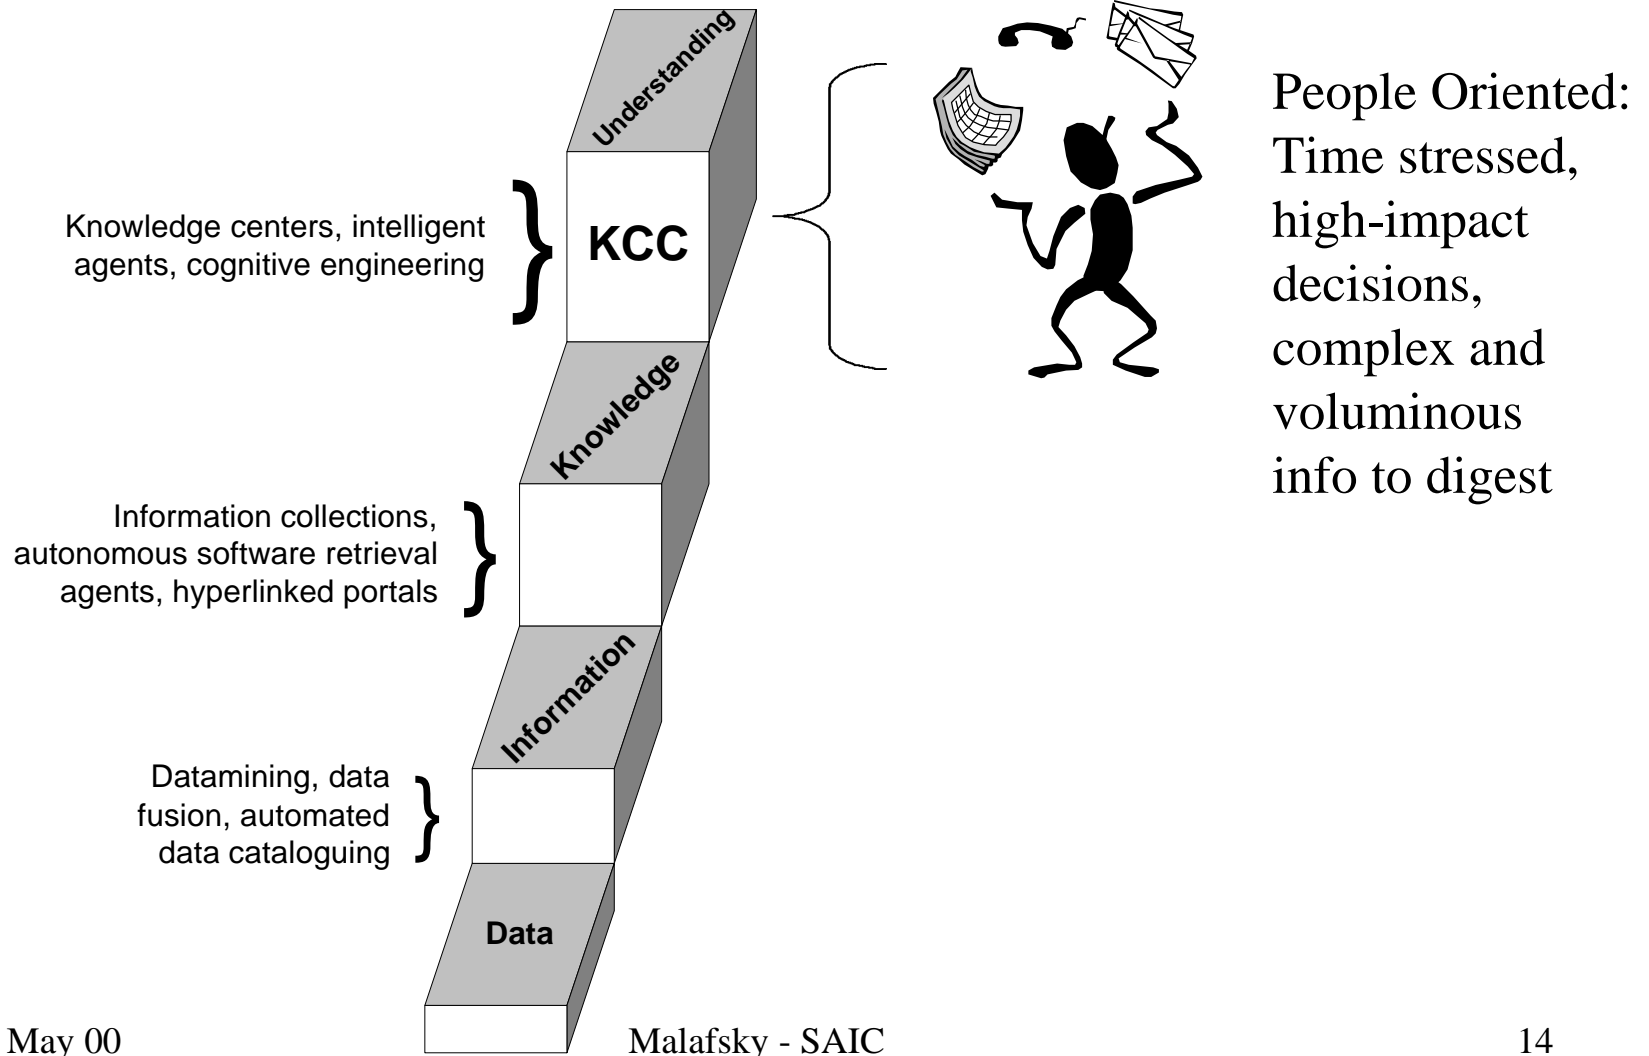 Understanding
KCC
Knowledge centers, intelligent
agents, cognitive engineering
People Oriented:
Time stressed,
high-impact
decisions,
complex and
voluminous
info to digest
Knowledge
Information collections,
autonomous software retrieval
agents, hyperlinked portals
Information
Datamining, data
fusion, automated
data cataloguing
Data
May 00
Malafsky - SAIC
14